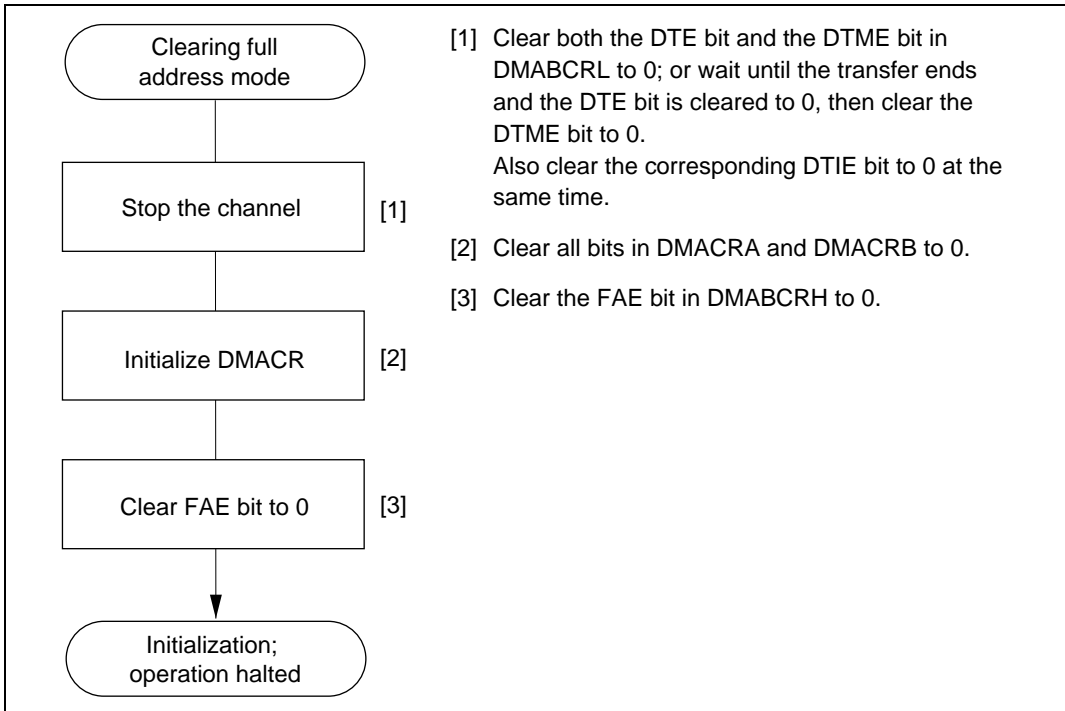 Clearing full
address mode
Stop the channel
[1]
Initialize DMACR
[2]
Clear FAE bit to 0
[3]
Initialization;
operation halted
[1] Clear both the DTE bit and the DTME bit in
DMABCRL to 0; or wait until the transfer ends
and the DTE bit is cleared to 0, then clear the
DTME bit to 0.
Also clear the corresponding DTIE bit to 0 at the
same time.
[2] Clear all bits in DMACRA and DMACRB to 0.
[3] Clear the FAE bit in DMABCRH to 0.